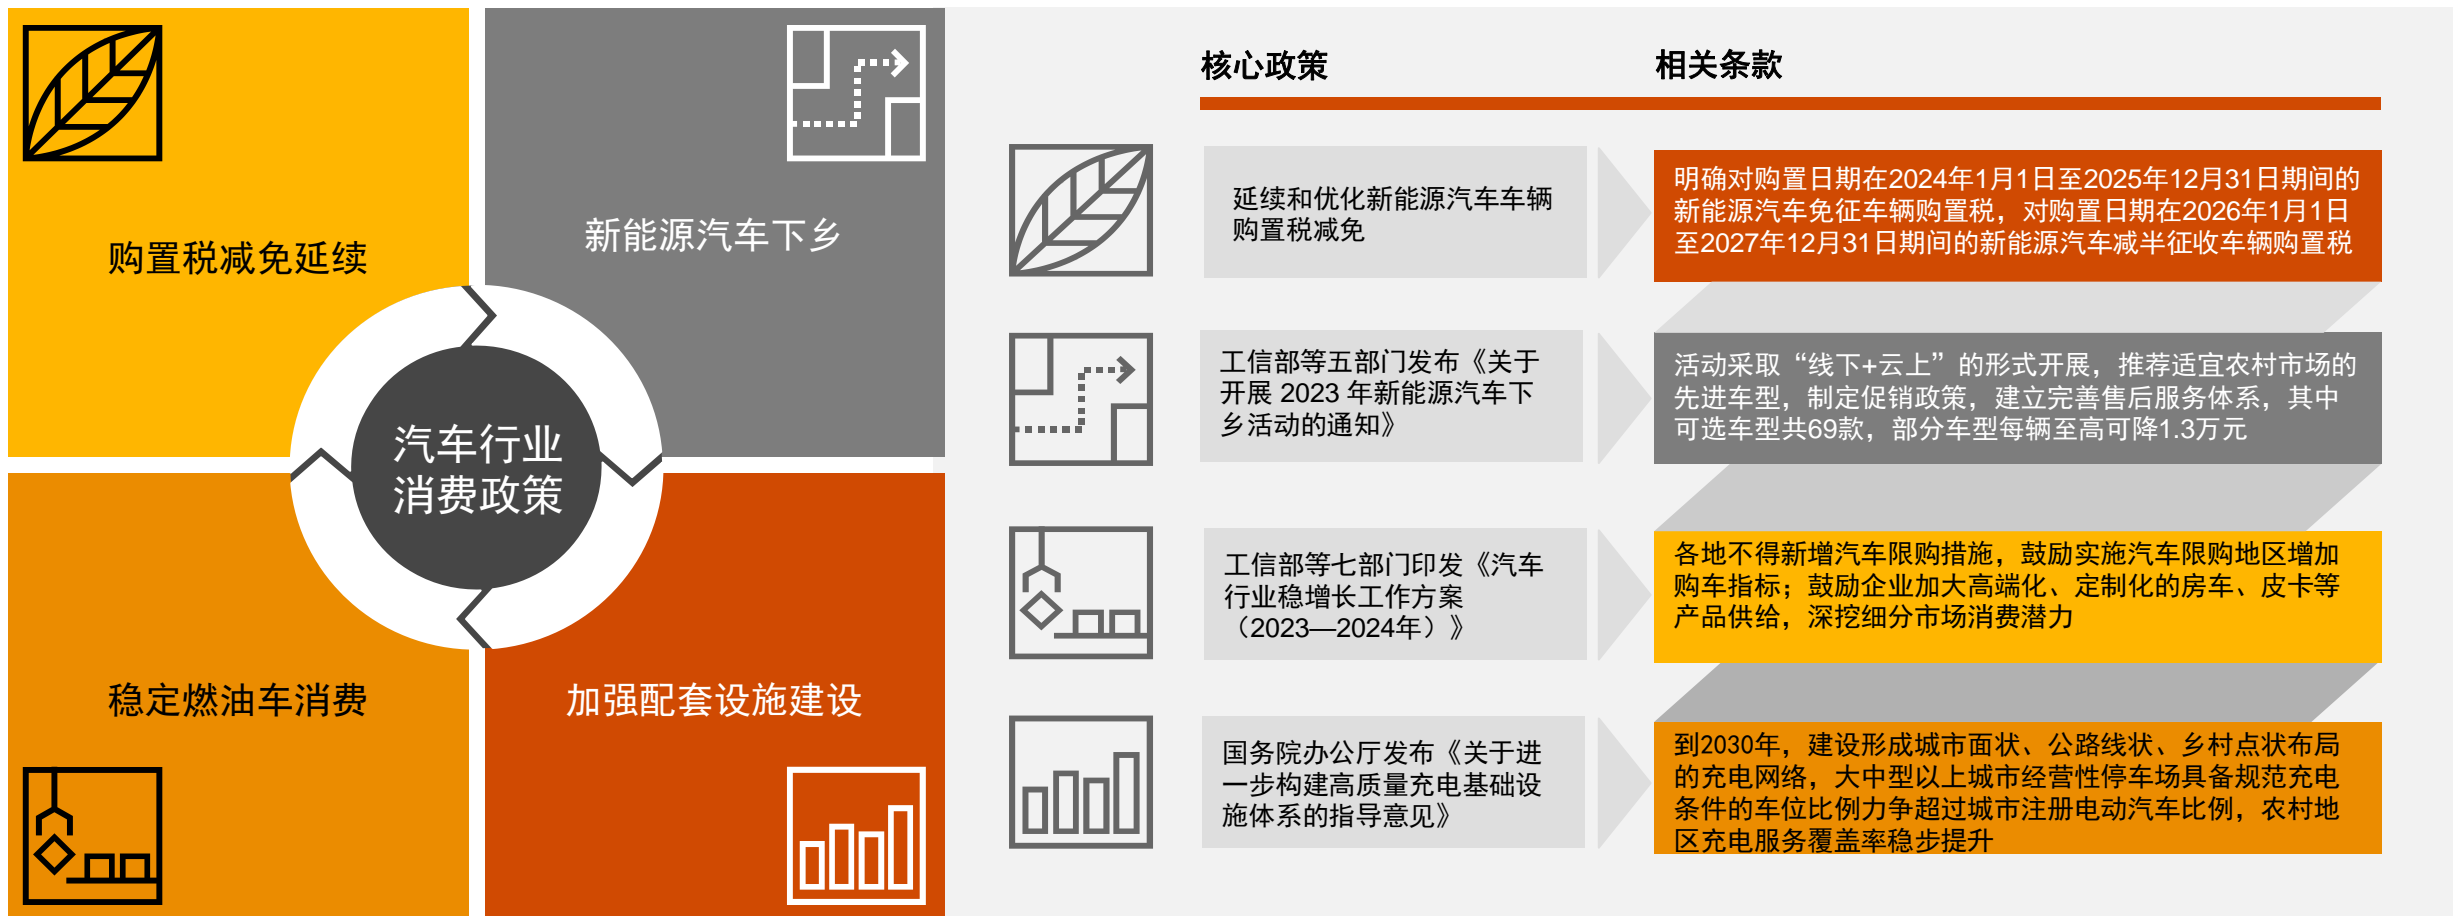 购置税减免延续
新能源汽车下乡
汽车行业
消费政策
稳定燃油车消费
加强配套设施建设
核心政策
相关条款
延续和优化新能源汽车车辆
购置税减免
明确对购置日期在2024年1月1日至2025年12月31日期间的
新能源汽车免征车辆购置税，对购置日期在2026年1月1日
至2027年12月31日期间的新能源汽车减半征收车辆购置税
工信部等五部门发布《关于
开展 2023 年新能源汽车下
乡活动的通知》
活动采取“线下+云上”的形式开展，推荐适宜农村市场的
先进车型，制定促销政策，建立完善售后服务体系，其中
可选车型共69款，部分车型每辆至高可降1.3万元
工信部等七部门印发《汽车
行业稳增长工作方案
（2023—2024年）》
各地不得新增汽车限购措施，鼓励实施汽车限购地区增加
购车指标；鼓励企业加大高端化、定制化的房车、皮卡等
产品供给，深挖细分市场消费潜力
国务院办公厅发布《关于进
一步构建高质量充电基础设
施体系的指导意见》
到2030年，建设形成城市面状、公路线状、乡村点状布局
的充电网络，大中型以上城市经营性停车场具备规范充电
条件的车位比例力争超过城市注册电动汽车比例，农村地
区充电服务覆盖率稳步提升